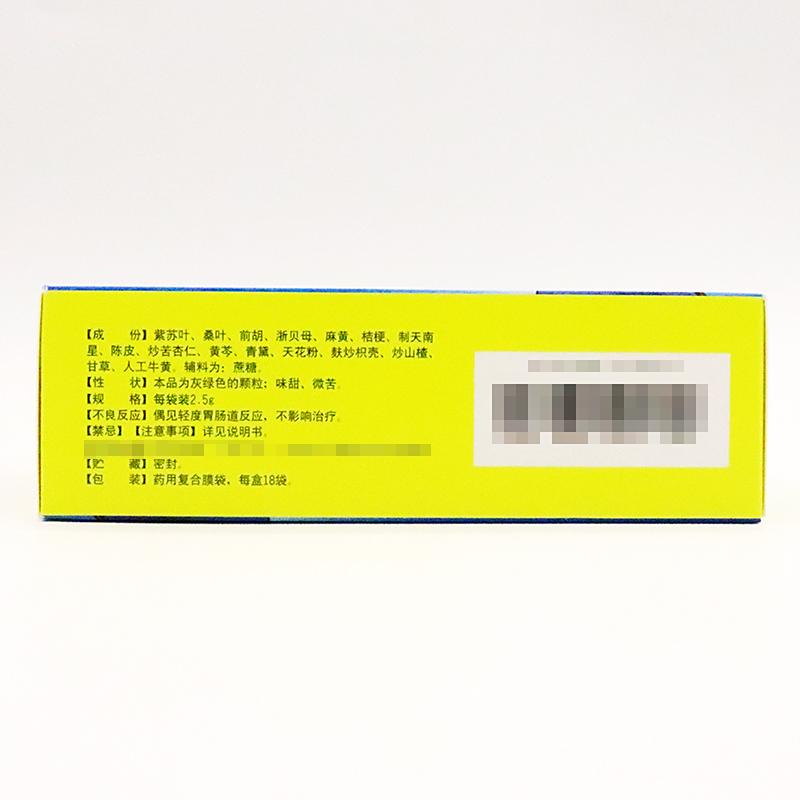 【成　份】紫苏叶、桑叶、前胡、浙贝母、麻黄、桔梗、制天南
星、陈皮、炒苦杏仁、黄芩、青黛、天花粉、麸炒枳壳、炒山楂、
甘草、人工牛黄。辅料为：蔗糖。
【性　状】本品为灰绿色的颗粒；味甜、微苦。
【规　格】每袋装2.5g
【不良反应】偶见轻度胃肠道反应，不影响治疗。
【禁忌】【注意事项】详见说明书。
【贮　藏】密封。
【包　装】药用复合膜袋，每盒18袋。